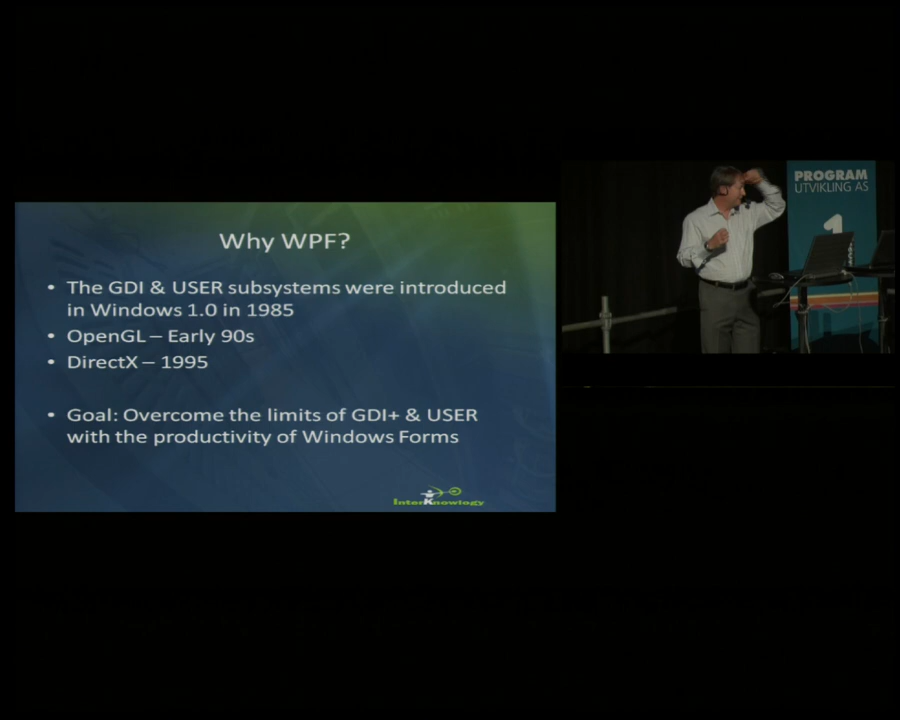 Why WPF?
• The GDI & USER subsystems were introduced
in Windows 1.0 in 1985
• OpenGL – Early 90s
• DirectX – 1995
• Goal: Overcome the limits of GDI+ & USER
with the productivity of Windows Forms
InterKnowlogy
PROGRAM
UTVIKLING AS
1